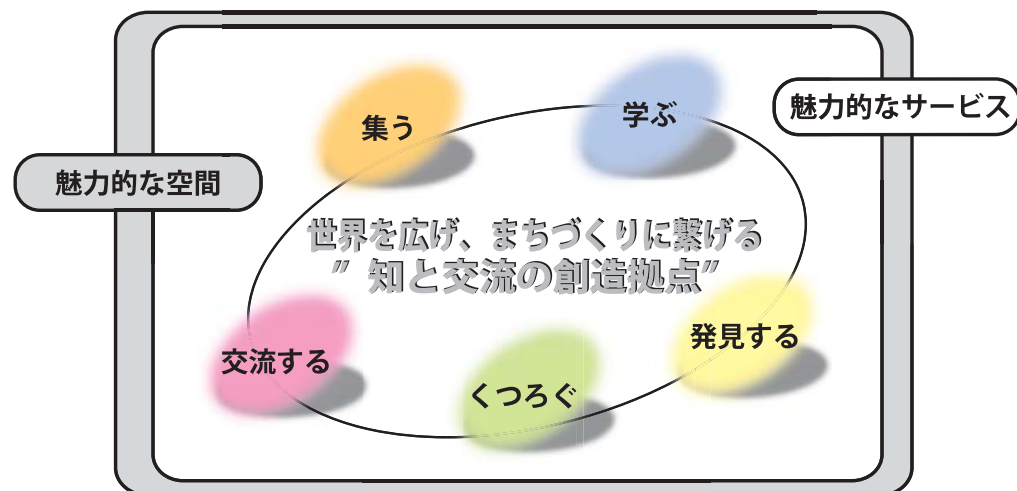 集う
学ぶ
魅力的なサービス
魅力的な空間
世界を広げ、まちづくりに繋げる
”知と交流の創造拠点”
発見する
交流する
くつろぐ